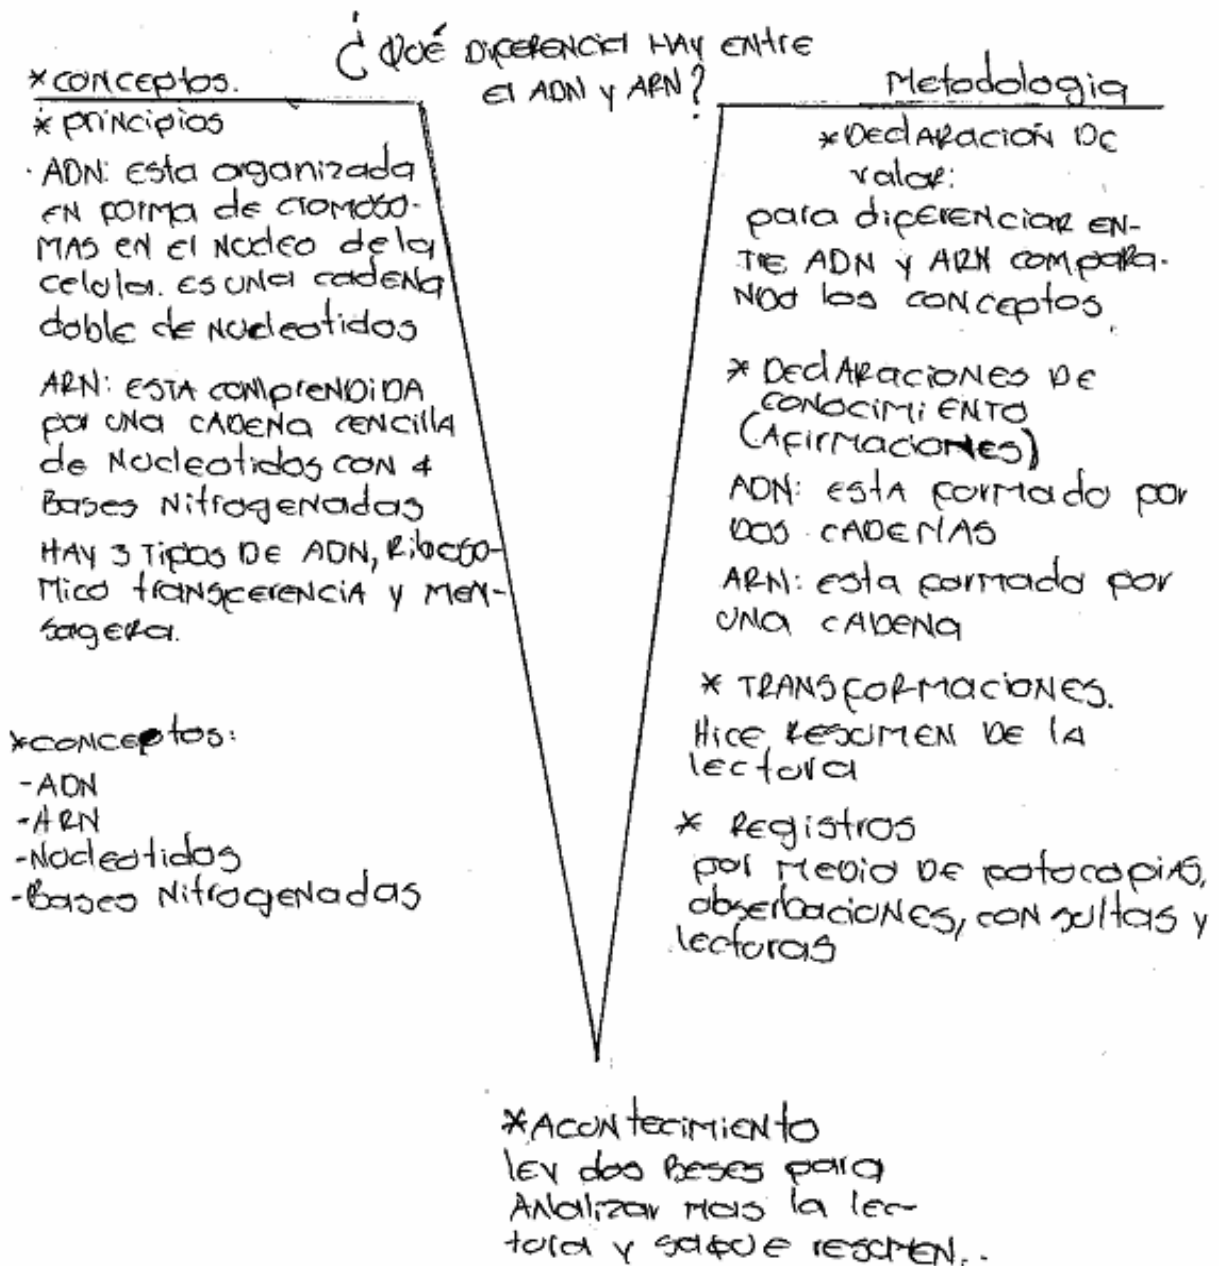 ¿Qué diferencia hay entre
el ADN y ARN?
*conceptos.
* principios
· ADN: esta organizada
en forma de cromoso-
mas en el nucleo de la
celula. es una cadena
doble de nucleotidos
ARN: esta comprendida
por una cadena cencilla
de nucleotidos con 4
Bases Nitrogenadas
Hay 3 tipos de ADN, Riboso-
mico transferencia y men-
sagera.
*conceptos:
-ADN
-ARN
-Nucleotidos
-Bases Nitrogenadas
Metodologia
*Declaración de
valor:
para diferenciar en-
tre ADN y ARN compara-
ndo los conceptos
* Declaraciones de
conocimiento
(Afirmaciones)
ADN: esta formado por
dos cadenas
ARN: esta formado por
una cadena
* Transformaciones.
Hice resumen de la
lectura
* Registros
por medio de fotocopias,
obserbaciones, consultas y
lecturas
*Acontecimiento
ley dos beses para
Analizar mas la lec-
tura y saque resumen..